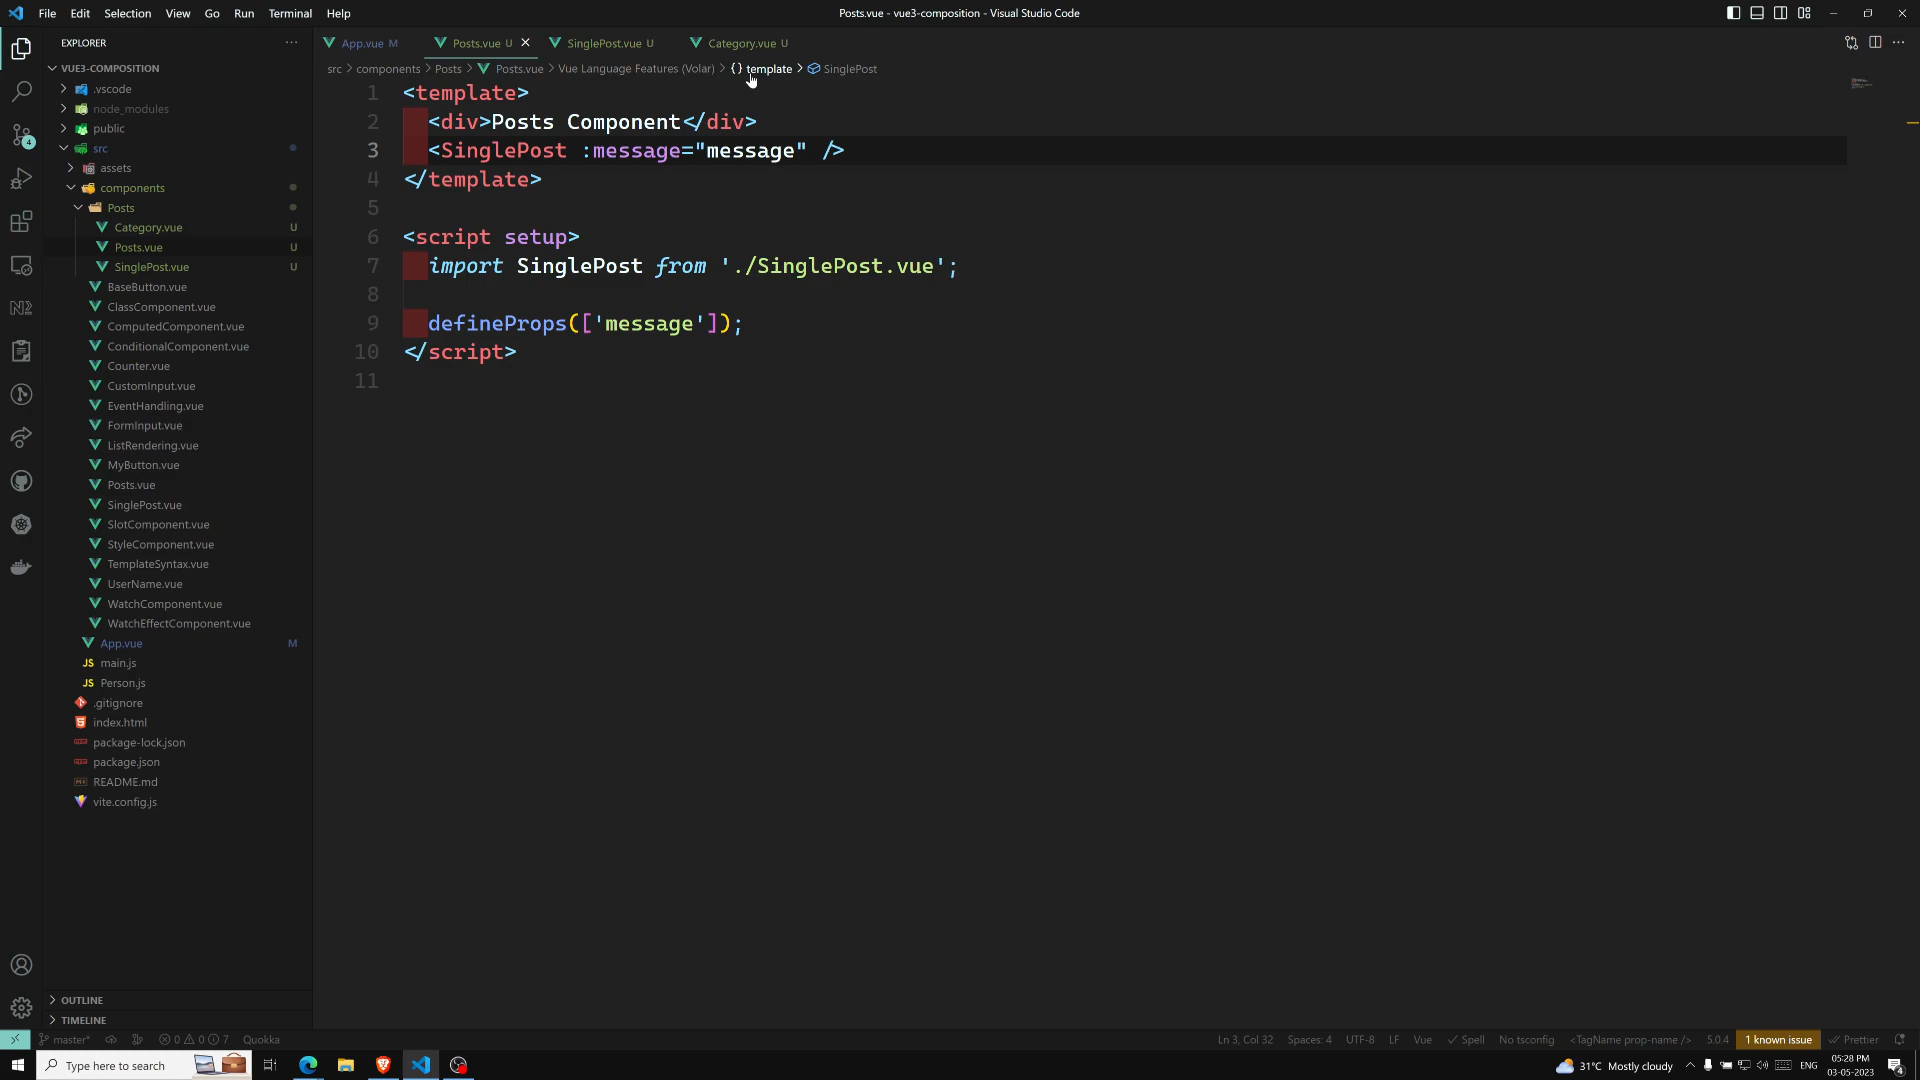 File Edit Selection View Go Run Terminal Help
Posts.vue - vue3-composition - Visual Studio Code
EXPLORER
VUE3-COMPOSITION
.vscode
node_modules
public
src
assets
components
Posts
Category.vue U
Posts.vue U
SinglePost.vue U
BaseButton.vue
ClassComponent.vue
ComputedComponent.vue
ConditionalComponent.vue
Counter.vue
CustomInput.vue
EventHandling.vue
FormInput.vue
ListRendering.vue
MyButton.vue
Posts.vue
SinglePost.vue
SlotComponent.vue
StyleComponent.vue
TemplateSyntax.vue
UserName.vue
WatchComponent.vue
WatchEffectComponent.vue
App.vue M
JS main.js
JS Person.js
.gitignore
index.html
package-lock.json
package.json
README.md
vite.config.js
OUTLINE
TIMELINE
App.vue M Posts.vue U SinglePost.vue U Category.vue U
src > components > Posts > Posts.vue > Vue Language Features (Volar) > {} template > SinglePost
1 <template>
2 <div>Posts Component</div>
3 <SinglePost :message="message" />
4 </template>
5
6 <script setup>
7 import SinglePost from './SinglePost.vue';
8
9 defineProps(['message']);
10 </script>
11
4
master* 0 0 7 Quokka
Ln 3, Col 32 Spaces: 4 UTF-8 LF Vue Spell No tsconfig <TagName prop-name /> 5.0.4 1 known issue Prettier
Type here to search
31°C Mostly cloudy ENG
05:28 PM
03-05-2023
4